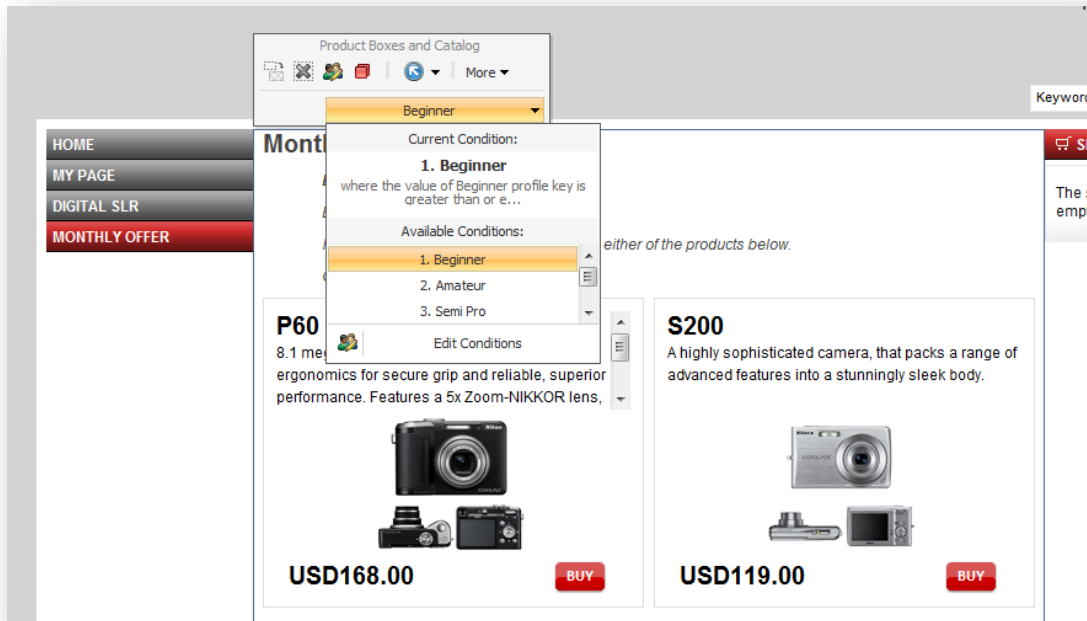 Product Boxes and Catalog
More
Beginner
Keyword
HOME
MY PAGE
DIGITAL SLR
MONTHLY OFFER
Current Condition:
1. Beginner
where the value of Beginner profile key is
greater than or e...
Available Conditions:
1. Beginner
2. Amateur
3. Semi Pro
Edit Conditions
either of the products below.
The
P60
8.1
ergonomics for secure grip and reliable, superior
performance. Features a 5x Zoom-NIKKOR lens,
USD168.00
BUY
S200
A highly sophisticated camera, that packs a range of
advanced features into a stunningly sleek body.
Nikon
COOLPIX
USD119.00
BUY